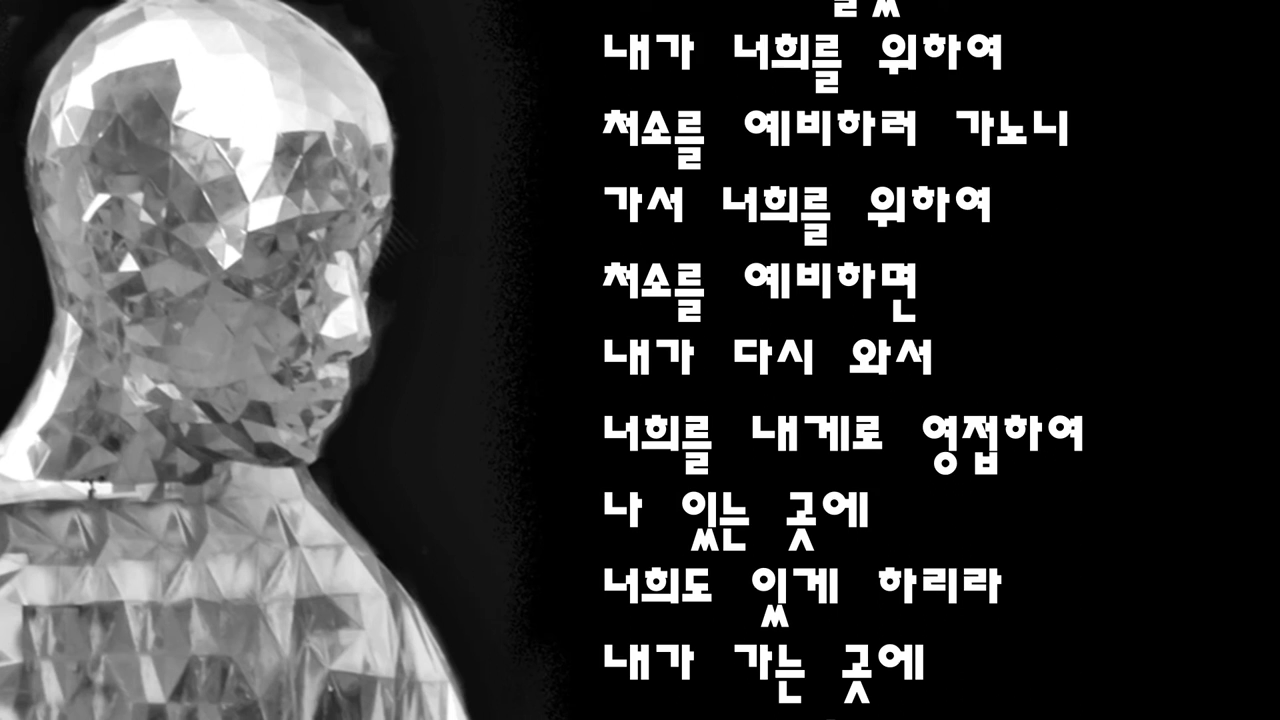 내가 너희를 위하여
처소를 예비하러 가노니
가서 너희를 위하여
처소를 예비하면
내가 다시 와서
너희를 내게로 영접하여
나 있는 곳에
너희도 있게 하리라
내가 가는 곳에